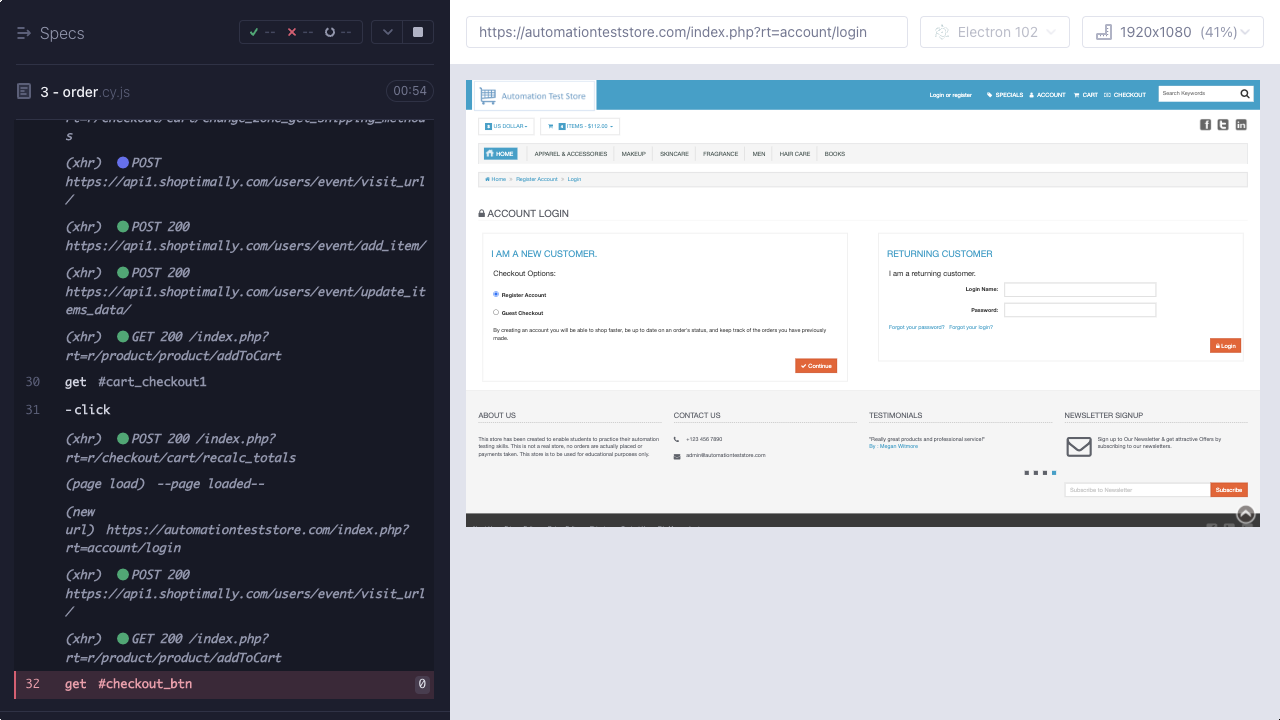 Specs
--
--
--
3 - order.cy.js
00:54
rt=r/checkout/cart/change_zone_get_shipping_method
s
(xhr) POST
https://api1.shoptimally.com/users/event/visit_url
/
(xhr) POST 200
https://api1.shoptimally.com/users/event/add_item/
(xhr) POST 200
https://api1.shoptimally.com/users/event/update_it
ems_data/
(xhr) GET 200 /index.php?
rt=r/product/product/addToCart
30 get #cart_checkout1
31 -click
(xhr) POST 200 /index.php?
rt=r/checkout/cart/recalc_totals
(page load) --page loaded--
(new
url) https://automationteststore.com/index.php?
rt=account/login
(xhr) POST 200
https://api1.shoptimally.com/users/event/visit_url
/
(xhr) GET 200 /index.php?
rt=r/product/product/addToCart
32 get #checkout_btn 0
https://automationteststore.com/index.php?rt=account/login
Electron 102
1920x1080 (41%)
Automation Test Store
Login or register
SPECIALS
ACCOUNT
CART
CHECKOUT
Search Keywords
US DOLLAR
ITEMS - $112.00
HOME
APPAREL & ACCESSORIES
MAKEUP
SKINCARE
FRAGRANCE
MEN
HAIR CARE
BOOKS
Home » Register Account » Login
ACCOUNT LOGIN
I AM A NEW CUSTOMER.
Checkout Options:
Register Account
Guest Checkout
By creating an account you will be able to shop faster, be up to date on an order's status, and keep track of the orders you have previously
made.
Continue
RETURNING CUSTOMER
I am a returning customer.
Login Name:
Password:
Forgot your password? Forgot your login?
Login
ABOUT US
This store has been created to enable students to practice their automation
testing skills. This is not a real store, no orders are actually placed or
payments taken. This store is to be used for educational purposes only.
CONTACT US
+123 456 7890
admin@automationteststore.com
TESTIMONIALS
"Really great products and professional service!"
By : Megan Witmore
NEWSLETTER SIGNUP
Sign up to Our Newsletter & get attractive Offers by
subscribing to our newsletters.
Subscribe to Newsletter
Subscribe